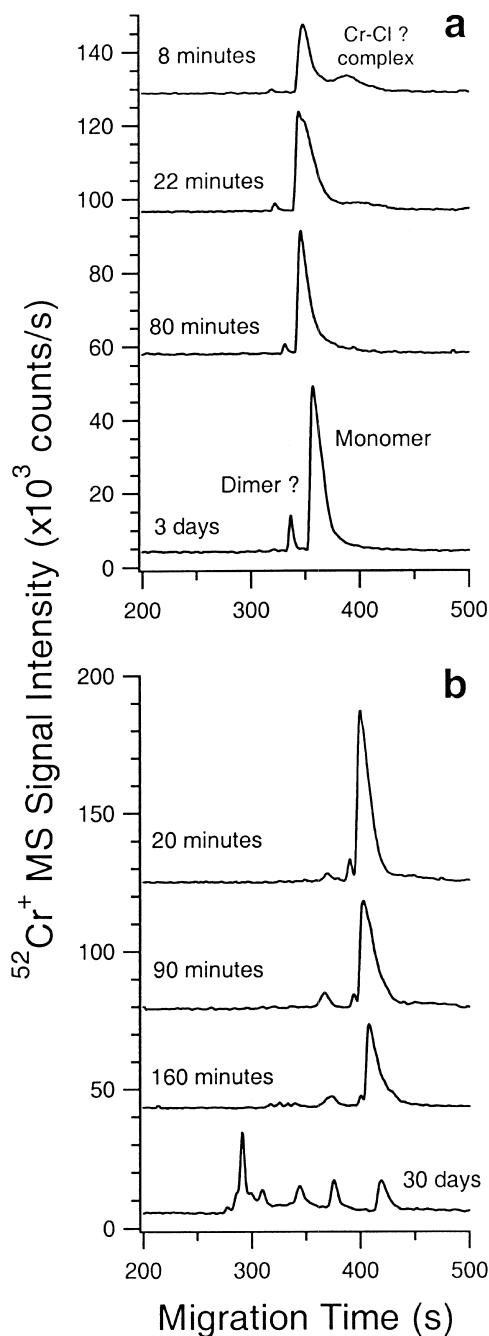 a
140
120
100
80
60
40
20
0
8 minutes
Cr-Cl ?
complex
22 minutes
80 minutes
Monomer
Dimer ?
3 days
200 300 400 500
⁵²Cr⁺ MS Signal Intensity (x10³ counts/s)
b
200
150
100
50
0
20 minutes
90 minutes
160 minutes
30 days
200 300 400 500
Migration Time (s)